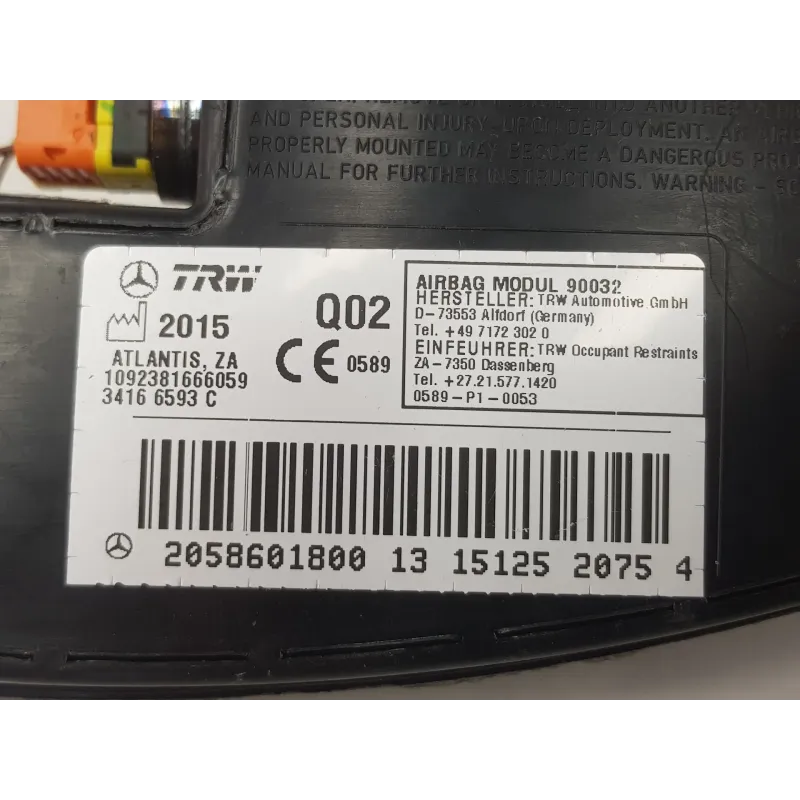 AND PERSONAL INJURY. UPON DEPLOYMENT, AN
PROPERLY MOUNTED MAY BECOME A DANGEROUS
MANUAL FOR FURTHER INSTRUCTIONS. WARNING -
TRW
2015
Q02
ATLANTIS, ZA
CE 0589
1092381666059
3416 6593 C
AIRBAG MODUL 90032
HERSTELLER: TRW Automotive GmbH
D-73553 Alfdorf (Germany)
Tel. +49 7172 302 0
EINFEUHRER: TRW Occupant Restraints
ZA-7350 Dassenberg
Tel. +27.21.577.1420
0589-P1-0053
2058601800 13 15125 2075 4